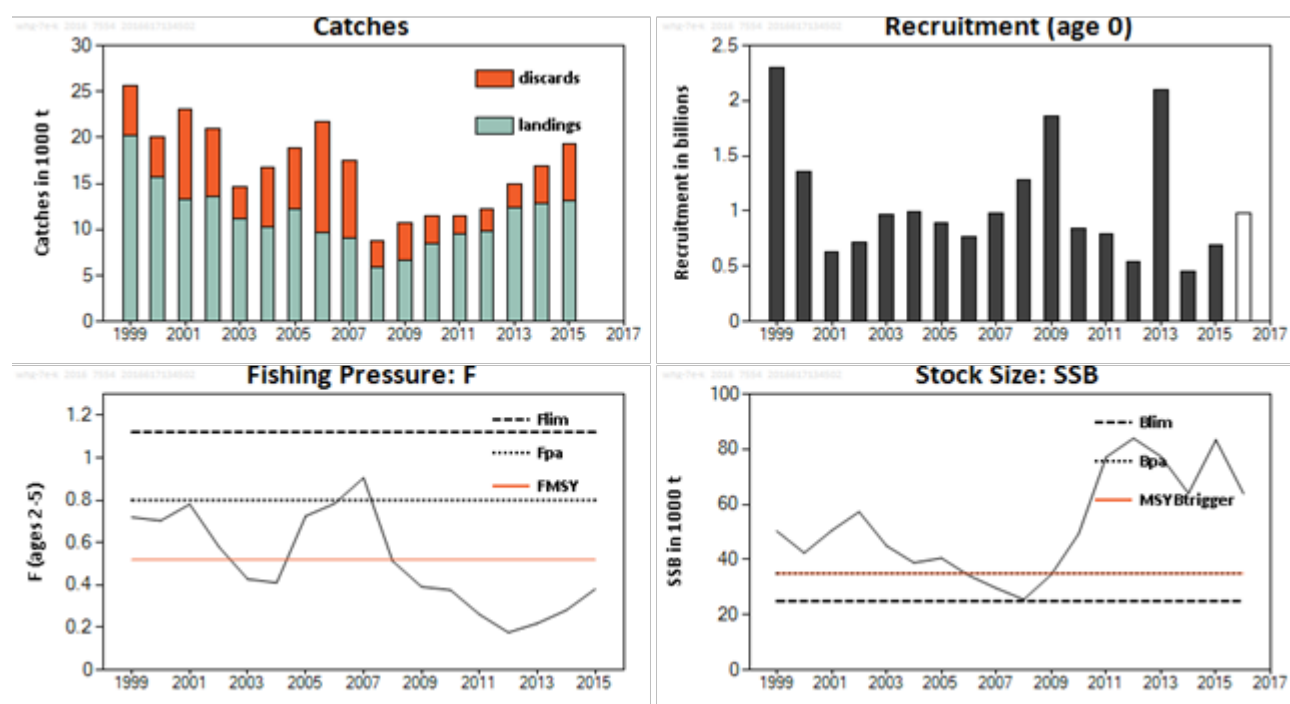 Catches
Catches in 1000 t
30
25
20
15
10
5
0
discards
landings
1999 2001 2003 2005 2007 2009 2011 2013 2015 2017
Recruitment (age 0)
Recruitment in billions
2.5
2
1.5
1
0.5
0
1999 2001 2003 2005 2007 2009 2011 2013 2015 2017
Fishing Pressure: F
F (ages 2-5)
1.2
1
0.8
0.6
0.4
0.2
0
Flim
Fpa
FMSY
1999 2001 2003 2005 2007 2009 2011 2013 2015
Stock Size: SSB
SSB in 1000 t
100
80
60
40
20
0
Blim
Bpa
MSYBtrigger
1999 2001 2003 2005 2007 2009 2011 2013 2015 2017